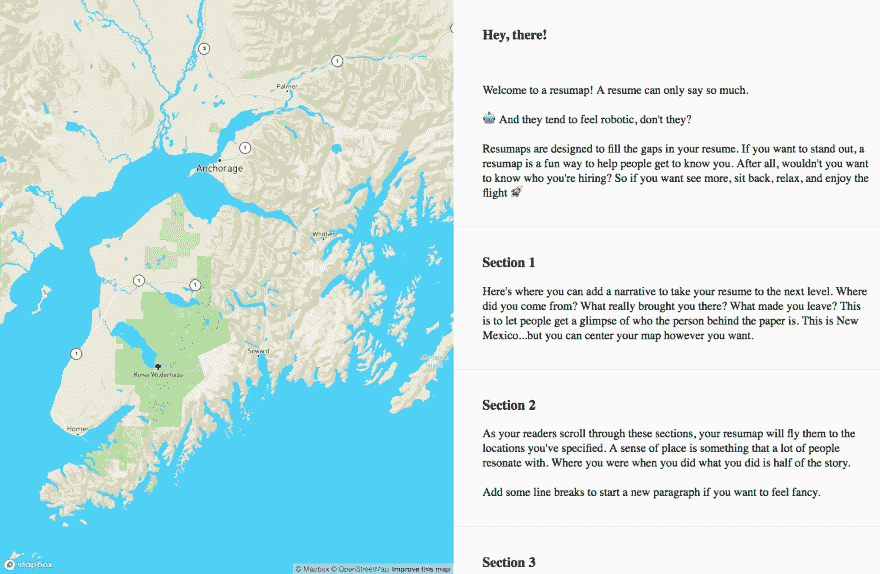 3
1
Palmer
1
Anchorage
Whittier
1
1
Seward
1
Kenai Wilderness
Homer
mapbox
© Mapbox © OpenStreetMap Improve this map
Hey, there!
Welcome to a resumap! A resume can only say so much.
🤖 And they tend to feel robotic, don't they?
Resumaps are designed to fill the gaps in your resume. If you want to stand out, a
resumap is a fun way to help people get to know you. After all, wouldn't you want
to know who you're hiring? So if you want see more, sit back, relax, and enjoy the
flight 🚀
Section 1
Here's where you can add a narrative to take your resume to the next level. Where
did you come from? What really brought you there? What made you leave? This
is to let people get a glimpse of who the person behind the paper is. This is New
Mexico...but you can center your map however you want.
Section 2
As your readers scroll through these sections, your resumap will fly them to the
locations you've specified. A sense of place is something that a lot of people
resonate with. Where you were when you did what you did is half of the story.
Add some line breaks to start a new paragraph if you want to feel fancy.
Section 3